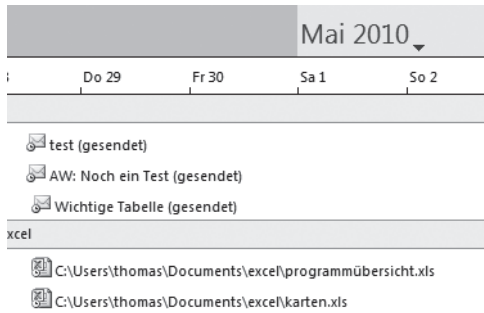 Mai 2010
Do 29 Fr 30 Sa 1 So 2
test (gesendet)
AW: Noch ein Test (gesendet)
Wichtige Tabelle (gesendet)
xcel
C:\Users\thomas\Documents\excel\programmübersicht.xls
C:\Users\thomas\Documents\excel\karten.xls